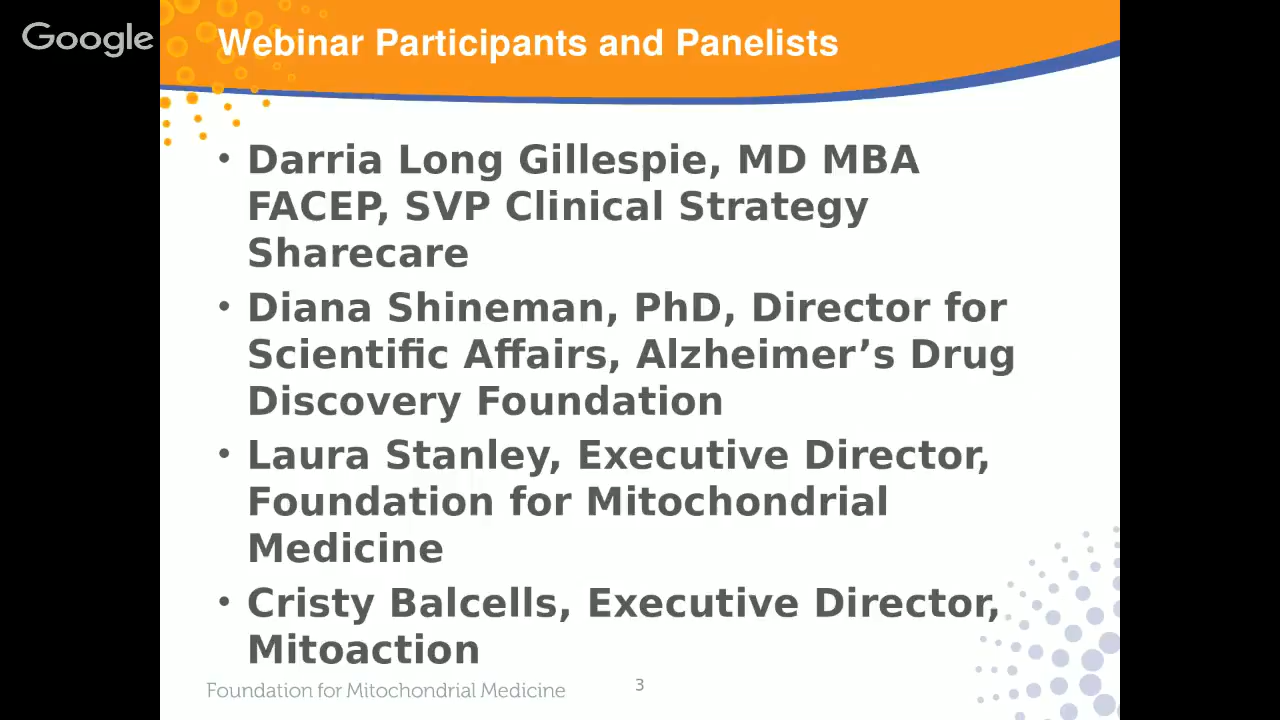 Google
Webinar Participants and Panelists
• Darria Long Gillespie, MD MBA
FACEP, SVP Clinical Strategy
Sharecare
• Diana Shineman, PhD, Director for
Scientific Affairs, Alzheimer’s Drug
Discovery Foundation
• Laura Stanley, Executive Director,
Foundation for Mitochondrial
Medicine
• Cristy Balcells, Executive Director,
Mitoaction
Foundation for Mitochondrial Medicine
3